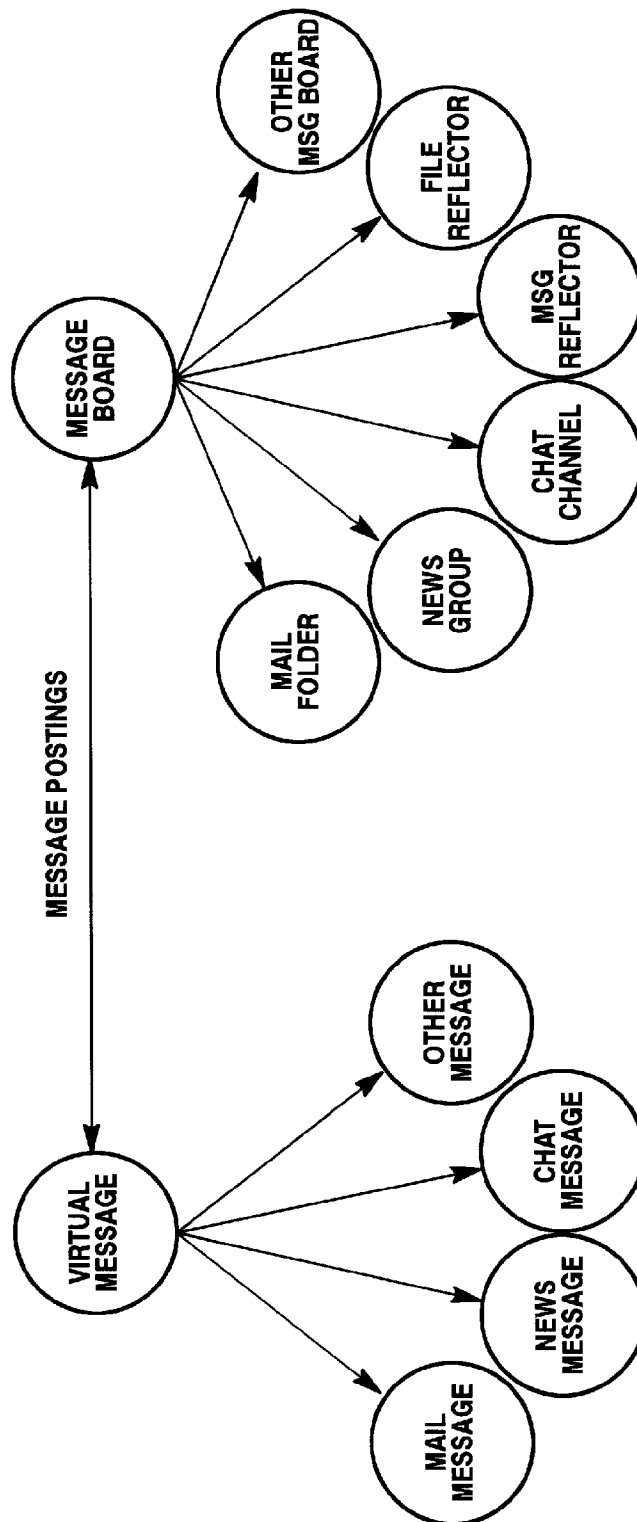 MESSAGE POSTINGS
VIRTUAL
MESSAGE
MESSAGE
BOARD
MAIL
MESSAGE
NEWS
MESSAGE
CHAT
MESSAGE
OTHER
MESSAGE
MAIL
FOLDER
NEWS
GROUP
CHAT
CHANNEL
MSG
REFLECTOR
FILE
REFLECTOR
OTHER
MSG BOARD